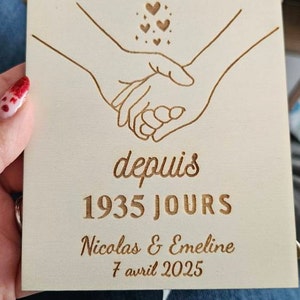 depuis
1935 JOURS
Nicolas & Emeline
7 avril 2025